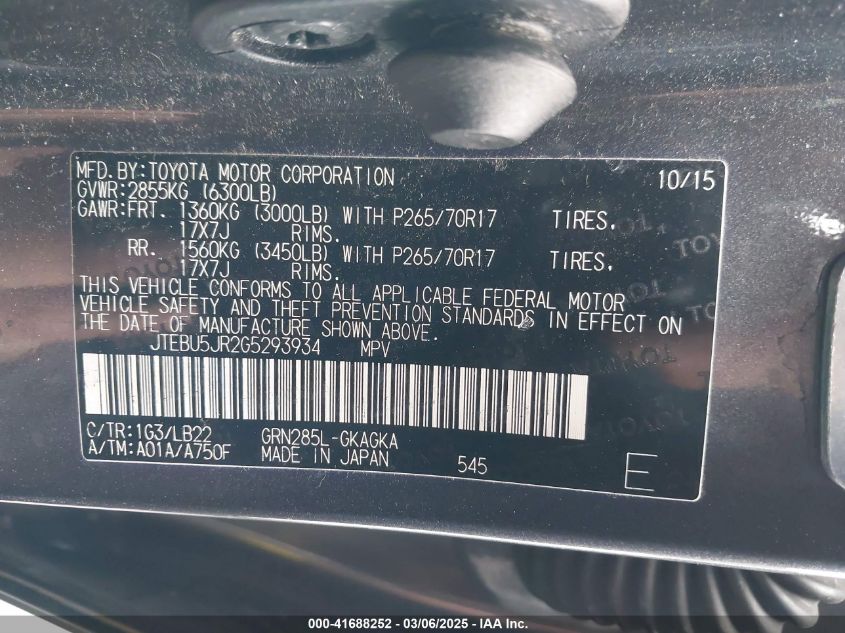 MFD.BY:TOYOTA MOTOR CORPORATION 10/15
GVWR:2855KG (6300LB)
GAWR:FRT. 1360KG (3000LB) WITH P265/70R17 TIRES.
17X7J RIMS.
RR. 1560KG (3450LB) WITH P265/70R17 TIRES.
17X7J RIMS.
THIS VEHICLE CONFORMS TO ALL APPLICABLE FEDERAL MOTOR
VEHICLE SAFETY AND THEFT PREVENTION STANDARDS IN EFFECT ON
THE DATE OF MANUFACTURE SHOWN ABOVE.
JTEBU5JR2G5293934 MPV
C/TR:1G3/LB22 GRN285L-GKAGKA
A/TM:A01A/A750F MADE IN JAPAN 545 E
000-41688252 - 03/06/2025 - IAA Inc.